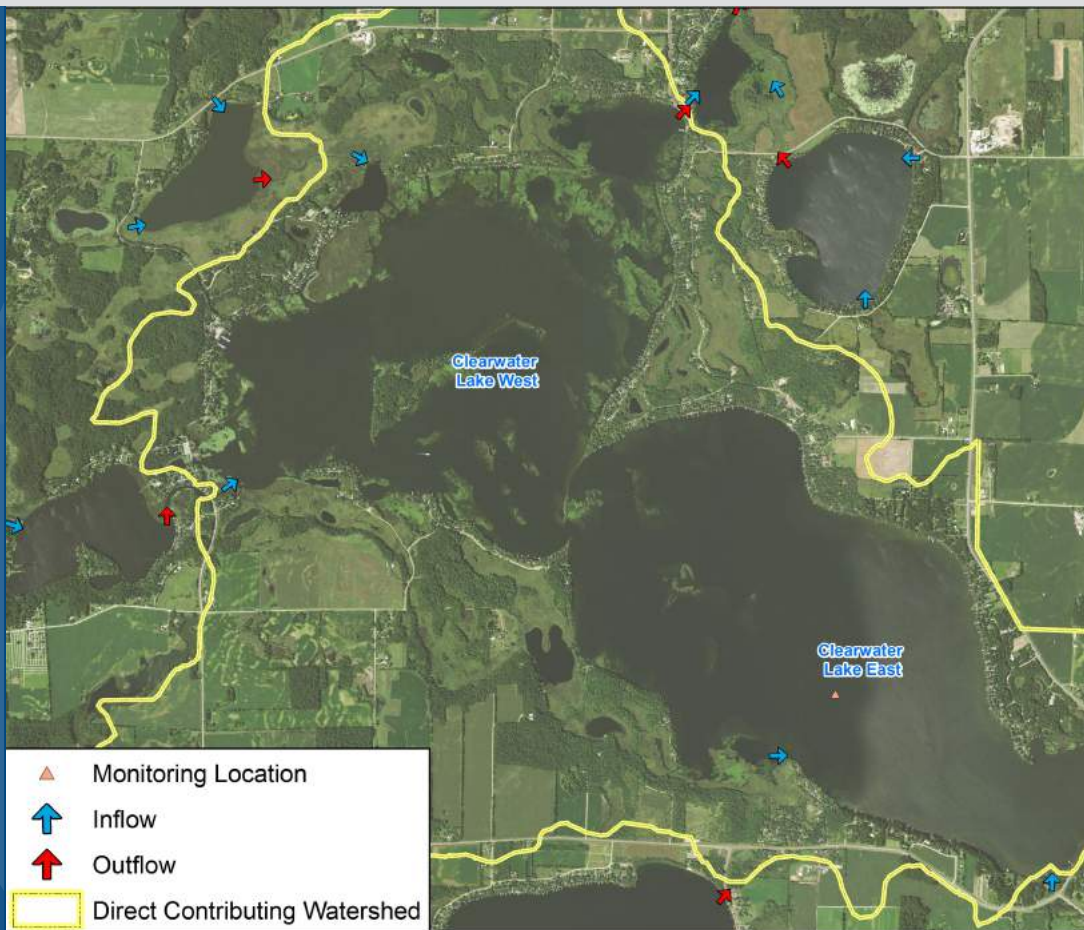 Clearwater
Lake West
Clearwater
Lake East
Monitoring Location
Inflow
Outflow
Direct Contributing Watershed